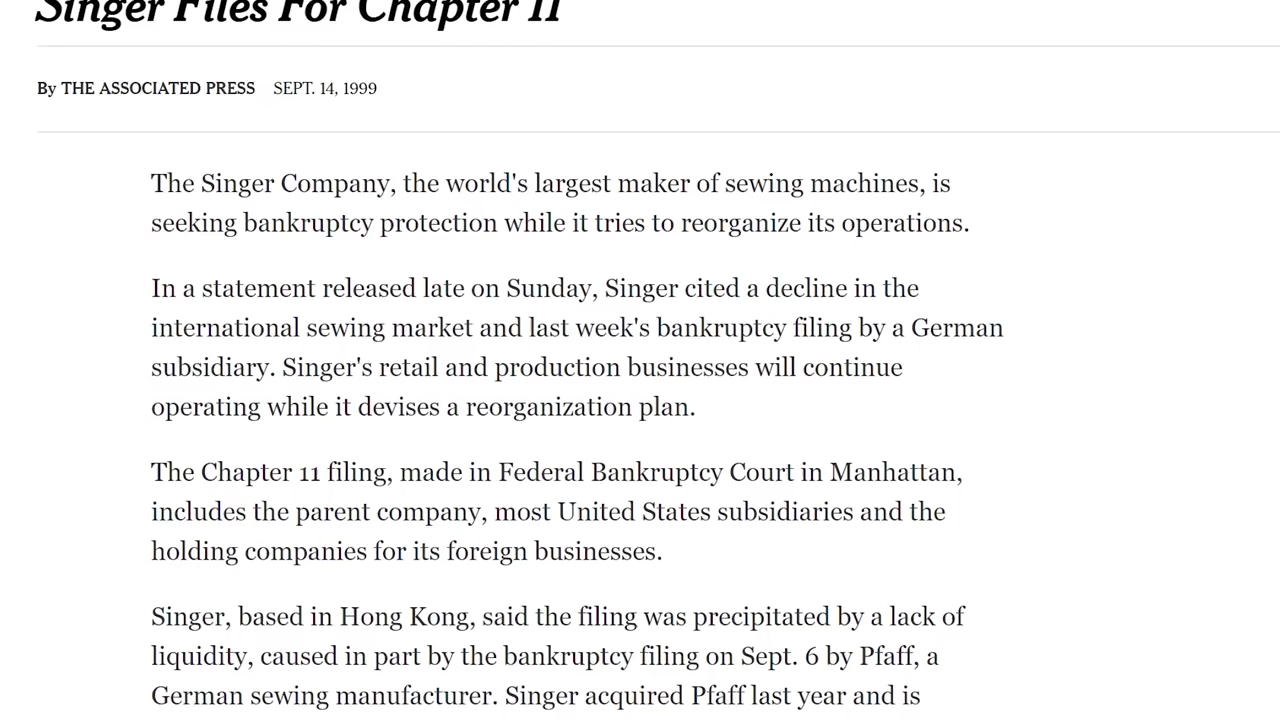 Singer Files For Chapter 11
By THE ASSOCIATED PRESS SEPT. 14, 1999
The Singer Company, the world's largest maker of sewing machines, is
seeking bankruptcy protection while it tries to reorganize its operations.
In a statement released late on Sunday, Singer cited a decline in the
international sewing market and last week's bankruptcy filing by a German
subsidiary. Singer's retail and production businesses will continue
operating while it devises a reorganization plan.
The Chapter 11 filing, made in Federal Bankruptcy Court in Manhattan,
includes the parent company, most United States subsidiaries and the
holding companies for its foreign businesses.
Singer, based in Hong Kong, said the filing was precipitated by a lack of
liquidity, caused in part by the bankruptcy filing on Sept. 6 by Pfaff, a
German sewing manufacturer. Singer acquired Pfaff last year and is